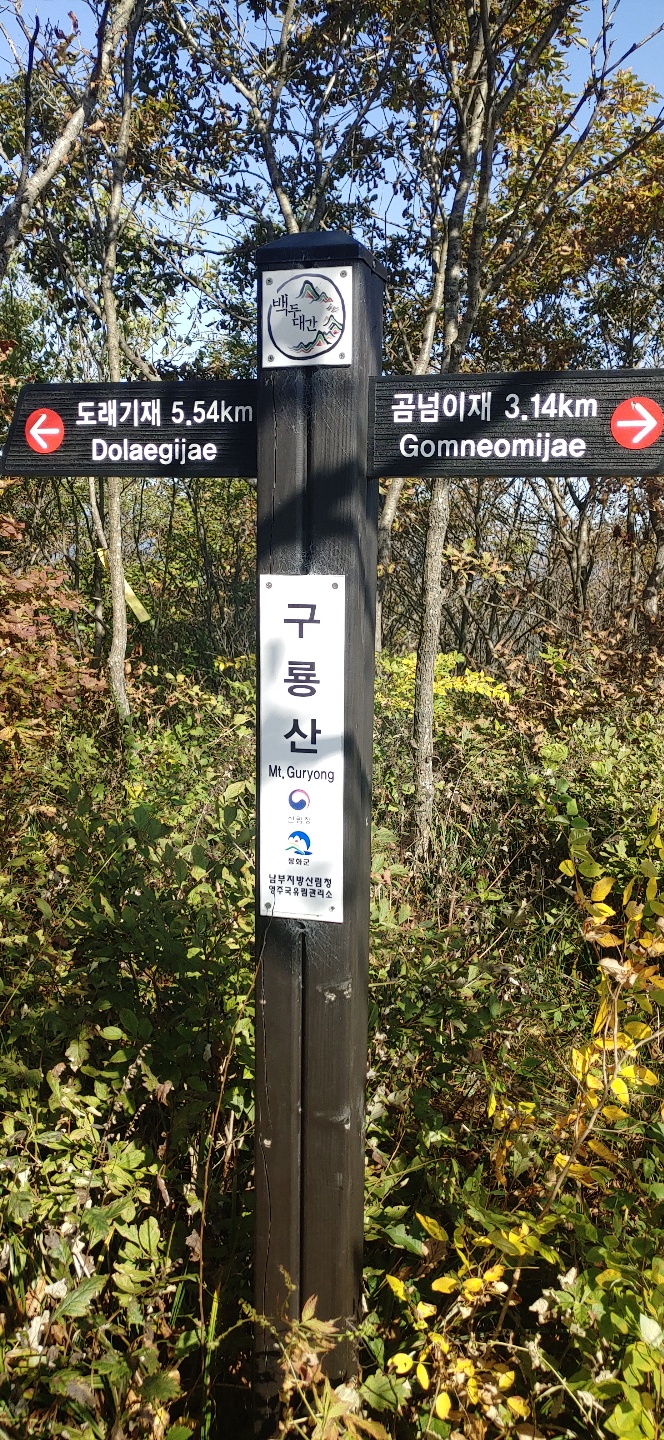 백두
대간
도래기재 5.54km
Dolaegijae
곰넘이재 3.14km
Gomneomijae
구
룡
산
Mt.Guryong
산림청
봉화군
남부지방산림청
영주국유림관리소